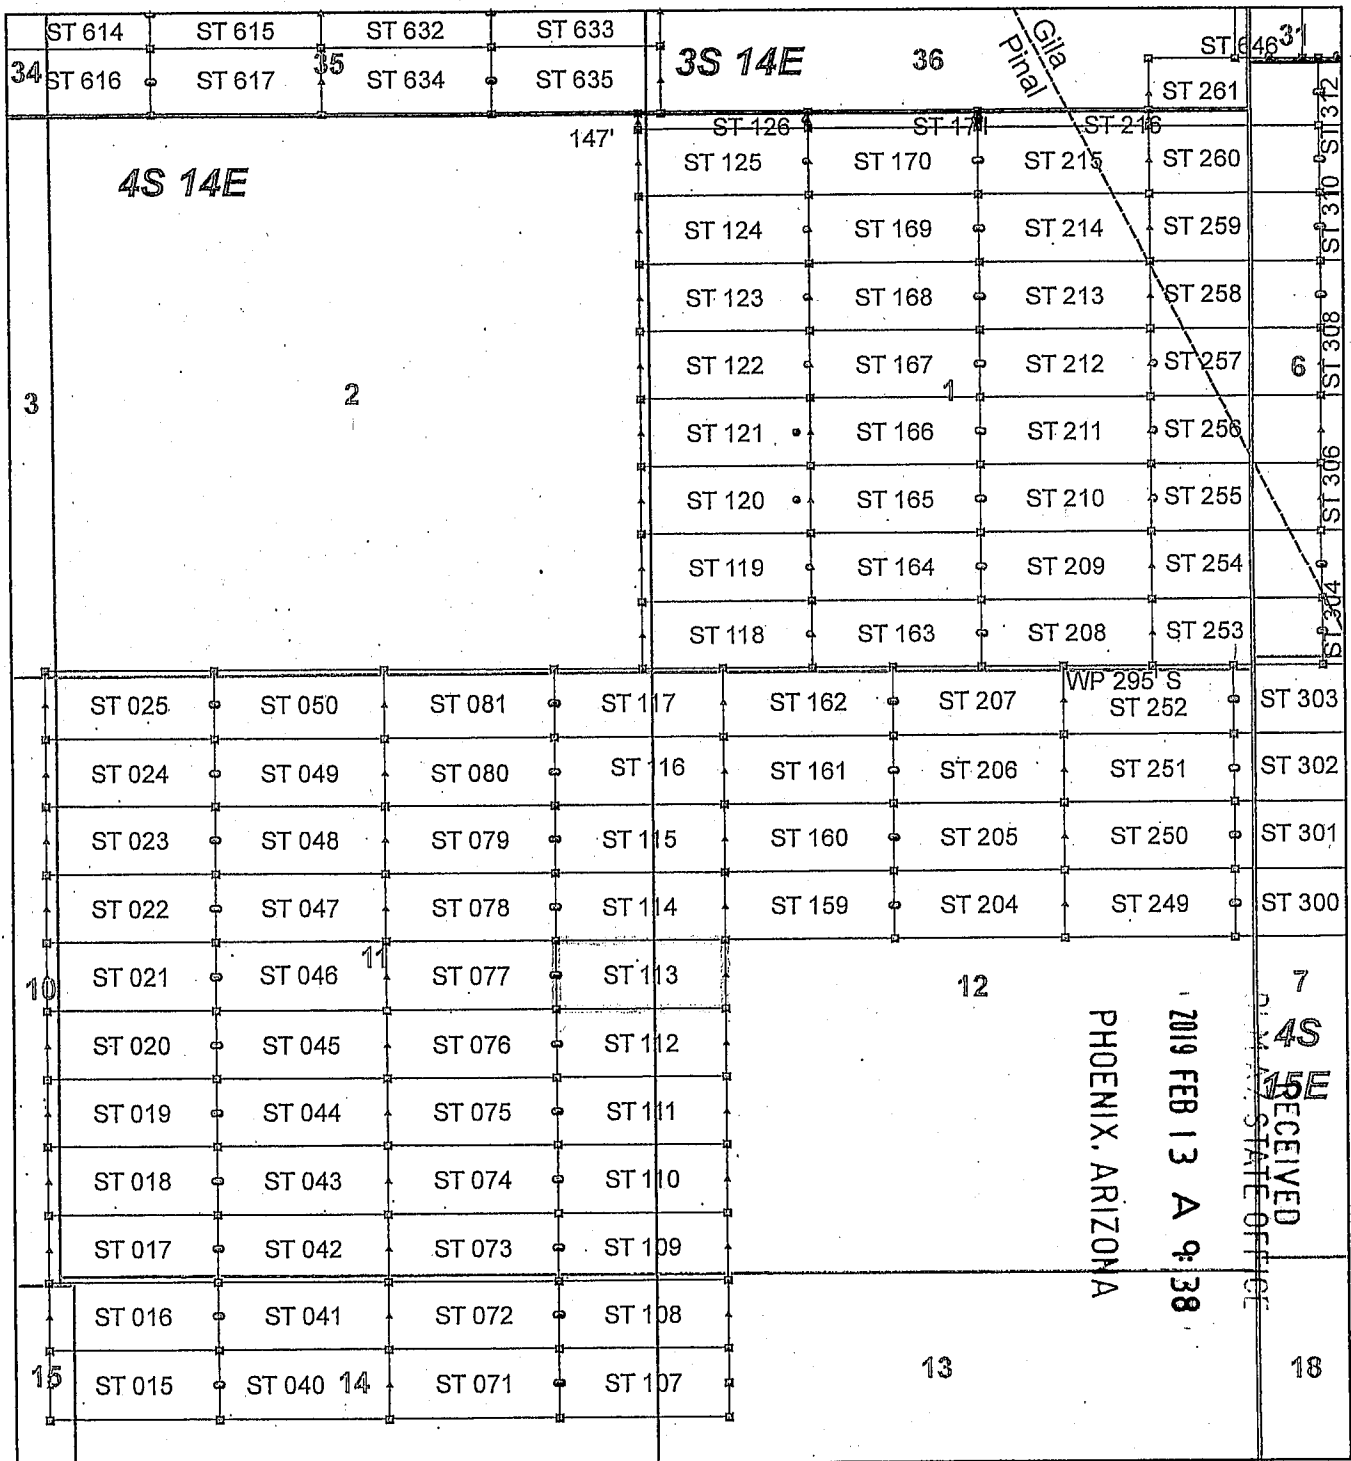 ST 614 ST 615 ST 632 ST 633
3S 14E 36 Gila ST 646 31
34 35
Pinal
ST 616 ST 617 ST 634 ST 635 ST 261 ST 312
147' ST 126 ST 171 ST 216
4S 14E
ST 125 ST 170 ST 215 ST 260
ST 310
ST 124 ST 169 ST 214 ST 259
ST 123 ST 168 ST 213 ST 258
ST 308
ST 122 ST 167 ST 212 ST 257 6
3 2 1
ST 121 ST 166 ST 211 ST 256
ST 306
ST 120 ST 165 ST 210 ST 255
ST 119 ST 164 ST 209 ST 254
ST 304
ST 118 ST 163 ST 208 ST 253
WP 295' S
ST 025 ST 050 ST 081 ST 117 ST 162 ST 207 ST 252 ST 303
ST 024 ST 049 ST 080 ST 116 ST 161 ST 206 ST 251 ST 302
ST 023 ST 048 ST 079 ST 115 ST 160 ST 205 ST 250 ST 301
ST 022 ST 047 ST 078 ST 114 ST 159 ST 204 ST 249 ST 300
11
10 ST 021 ST 046 ST 077 ST 113 12 7
4S
15E
ST 020 ST 045 ST 076 ST 112
ST 019 ST 044 ST 075 ST 111
ST 018 ST 043 ST 074 ST 110
ST 017 ST 042 ST 073 ST 109
RECEIVED
STATE OFFICE
2019 FEB 13 A 9:38
PHOENIX, ARIZONA
ST 016 ST 041 ST 072 ST 108
15 ST 015 ST 040 14 ST 071 ST 107 13 18